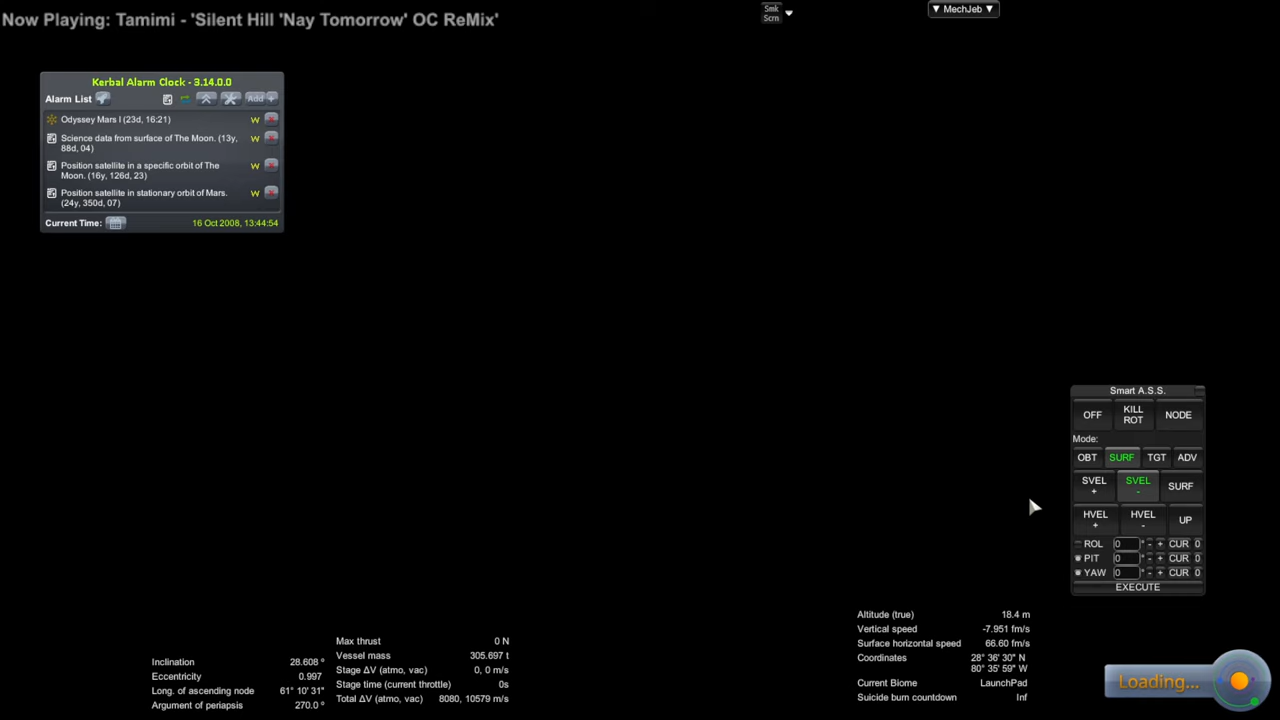 Now Playing: Tamimi - 'Silent Hill 'Nay Tomorrow' OC ReMix'
Smk
Scrn
▼ MechJeb ▼
Kerbal Alarm Clock - 3.14.0.0
Alarm List
Add +
Odyssey Mars I (23d, 16:21) W
Science data from surface of The Moon. (13y, W
88d, 04)
Position satellite in a specific orbit of The W
Moon. (16y, 126d, 23)
Position satellite in stationary orbit of Mars. W
(24y, 350d, 07)
Current Time: 16 Oct 2008, 13:44:54
Smart A.S.S.
OFF KILL ROT NODE
Mode:
OBT SURF TGT ADV
SVEL + SVEL - SURF
HVEL + HVEL - UP
ROL 0 ° - + CUR 0
PIT 0 ° - + CUR 0
YAW 0 ° - + CUR 0
EXECUTE
Inclination 28.608 º
Eccentricity 0.997
Long. of ascending node 61° 10' 31"
Argument of periapsis 270.0 º
Max thrust 0 N
Vessel mass 305.697 t
Stage ΔV (atmo, vac) 0, 0 m/s
Stage time (current throttle) 0s
Total ΔV (atmo, vac) 8080, 10579 m/s
Altitude (true) 18.4 m
Vertical speed -7.951 fm/s
Surface horizontal speed 66.60 fm/s
Coordinates 28° 36' 30" N
80° 35' 59" W
Current Biome LaunchPad
Suicide burn countdown Inf
Loading...